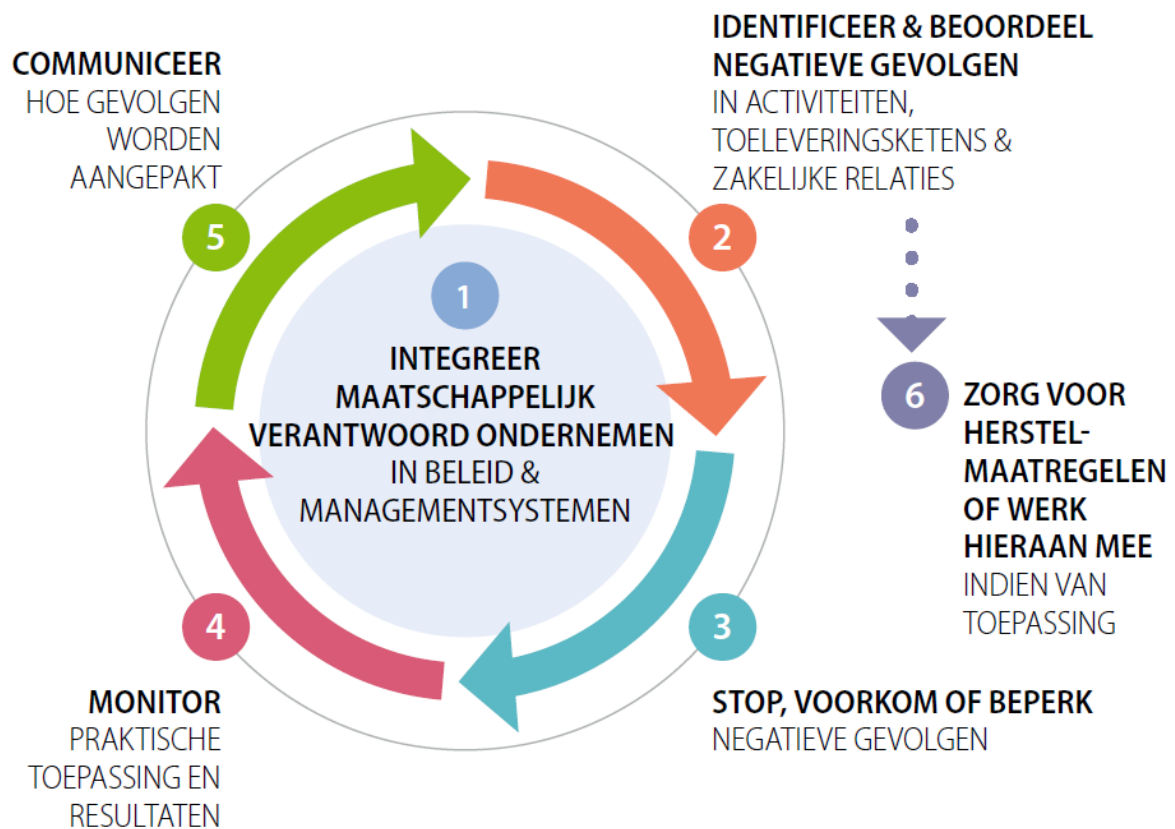 1
INTEGREER
MAATSCHAPPELIJK
VERANTWOORD ONDERNEMEN
IN BELEID &
MANAGEMENTSYSTEMEN
IDENTIFICEER & BEOORDEEL
NEGATIEVE GEVOLGEN
IN ACTIVITEITEN,
TOELEVERINGSKETENS &
ZAKELIJKE RELATIES
2
3
STOP, VOORKOM OF BEPERK
NEGATIEVE GEVOLGEN
4
MONITOR
PRAKTISCHE
TOEPASSING EN
RESULTATEN
COMMUNICEER
HOE GEVOLGEN
WORDEN
AANGEPAKT
5
6
ZORG VOOR
HERSTEL-
MAATREGELEN
OF WERK
HIERAAN MEE
INDIEN VAN
TOEPASSING